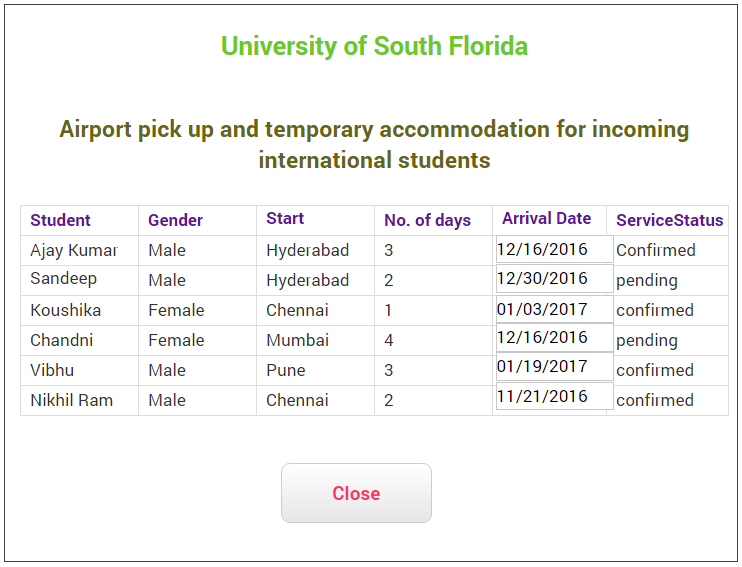 University of South Florida
Airport pick up and temporary accommodation for incoming
international students
Student Gender Start No. of days Arrival Date ServiceStatus
Ajay Kumar Male Hyderabad 3 12/16/2016 Confirmed
Sandeep Male Hyderabad 2 12/30/2016 pending
Koushika Female Chennai 1 01/03/2017 confirmed
Chandni Female Mumbai 4 12/16/2016 pending
Vibhu Male Pune 3 01/19/2017 confirmed
Nikhil Ram Male Chennai 2 11/21/2016 confirmed
Close